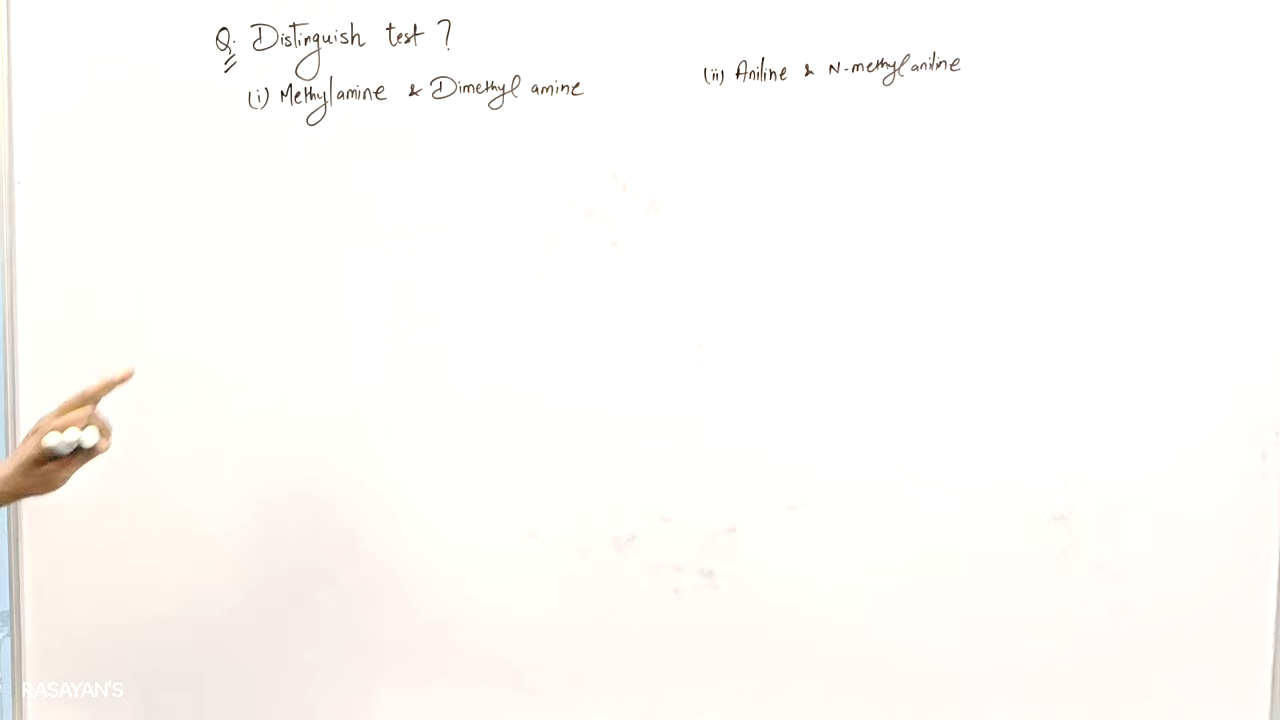 Q. Distinguish test ?
(i) Methylamine & Dimethyl amine
(ii) Aniline & N-methylaniline
RASAYAN'S